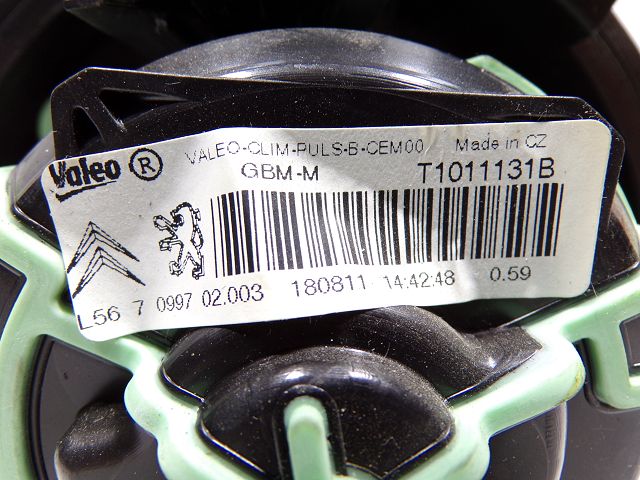 Valeo ® VALEO-CLIM-PULS-B-CEM00 Made in CZ
GBM-M T1011131B
L56 7 0997 02.003 180811 14:42:48 0.59